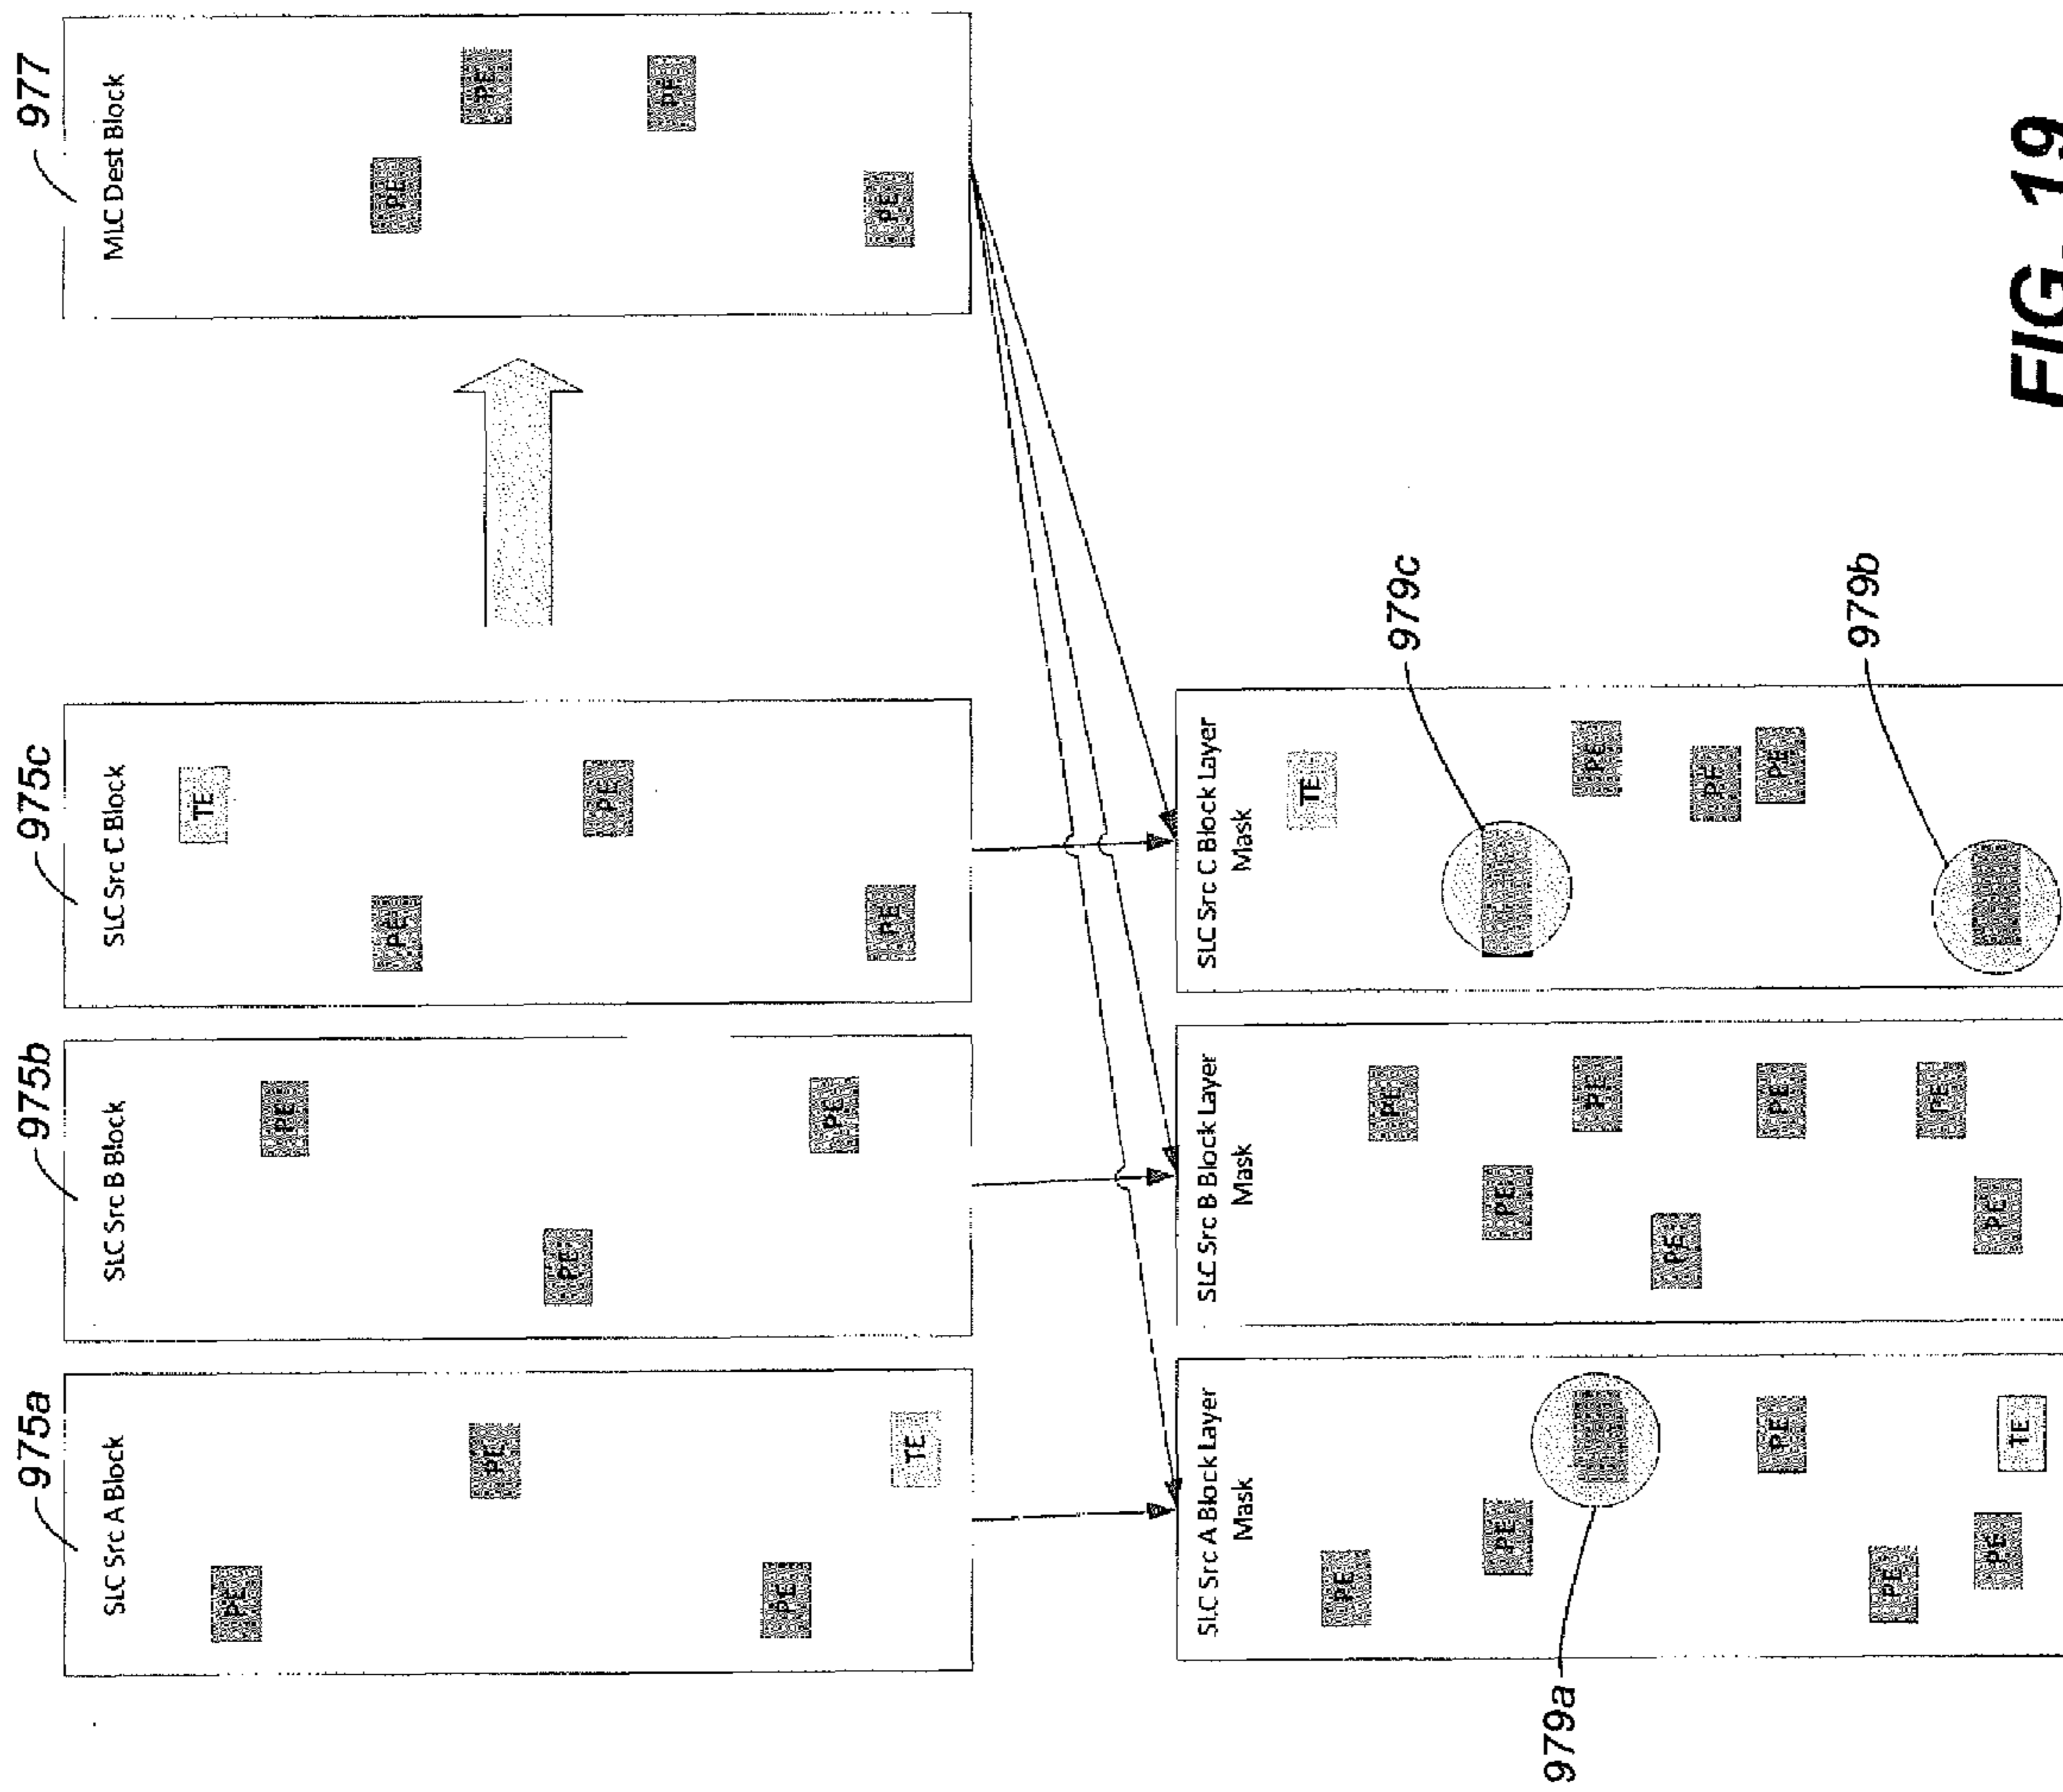 975a
SLC Src A Block
PE
PE
PE
TE
975b
SLC Src B Block
PE
PE
PE
975c
SLC Src C Block
TE
PE
PE
PE
977
MLC Dest Block
PE
PE
PE
PE
SLC Src A Block Layer
Mask
PE
PE
979a
PE
PE
PE
TE
SLC Src B Block Layer
Mask
PE
PE
PE
PE
PE
PE
PE
SLC Src C Block Layer
Mask
TE
979c
PE
PE
PE
979b
FIG. 19